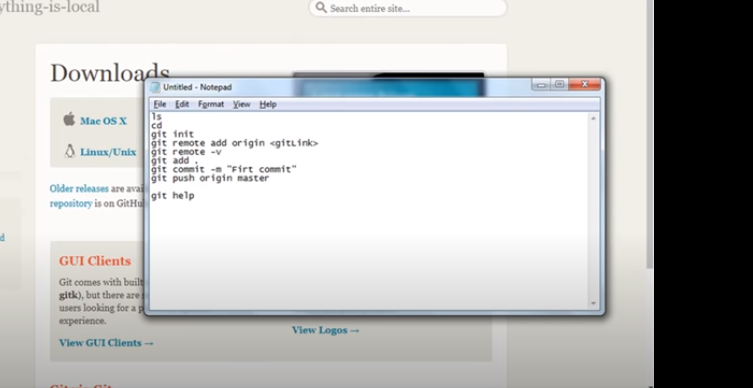 ything-is-local
Search entire site...
Downloads
Untitled - Notepad
File Edit Format View Help
ls
cd
git init
git remote add origin <gitLink>
git remote -v
git add .
git commit -m "Firt commit"
git push origin master
git help
Mac OS X
Linux/Unix
Older releases are avai
repository is on GitHu
d
GUI Clients
Git comes with built
gitk), but there are
users looking for a p
experience.
View GUI Clients →
View Logos →